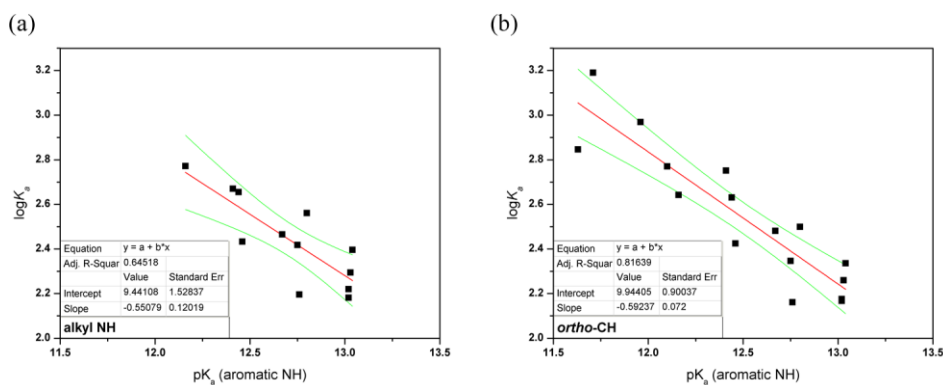 (a)
(b)
3.2
3.0
2.8
2.6
2.4
2.2
2.0
logKa
Equation y = a + b*x
Adj. R-Squar 0.64518
Value Standard Err
Intercept 9.44108 1.52837
Slope -0.55079 0.12019
alkyl NH
11.5 12.0 12.5 13.0 13.5
pKa (aromatic NH)
3.2
3.0
2.8
2.6
2.4
2.2
2.0
logKa
Equation y = a + b*x
Adj. R-Squar 0.81639
Value Standard Err
Intercept 9.94405 0.90037
Slope -0.59237 0.072
ortho-CH
11.5 12.0 12.5 13.0 13.5
pKa (aromatic NH)